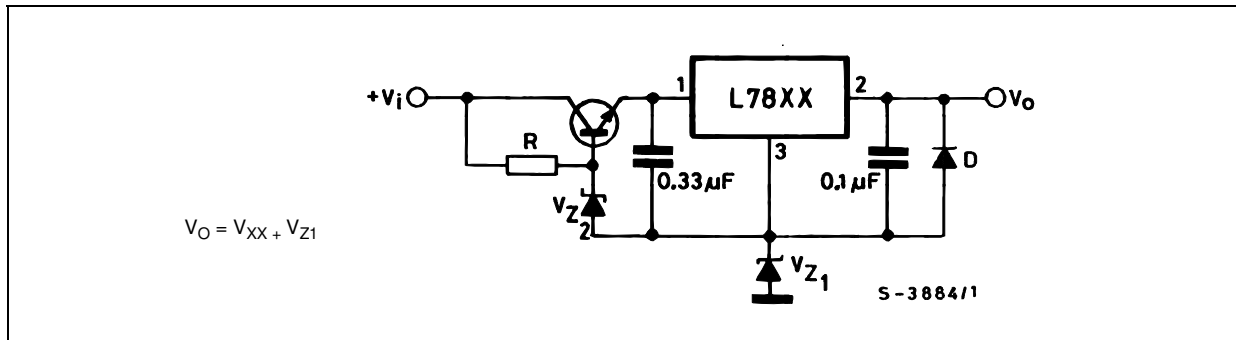 +Vi
1
L78XX
2
Vo
R
3
0.33µF
0.1µF
D
VZ2
VO = VXX + VZ1
VZ1
S-3884/1